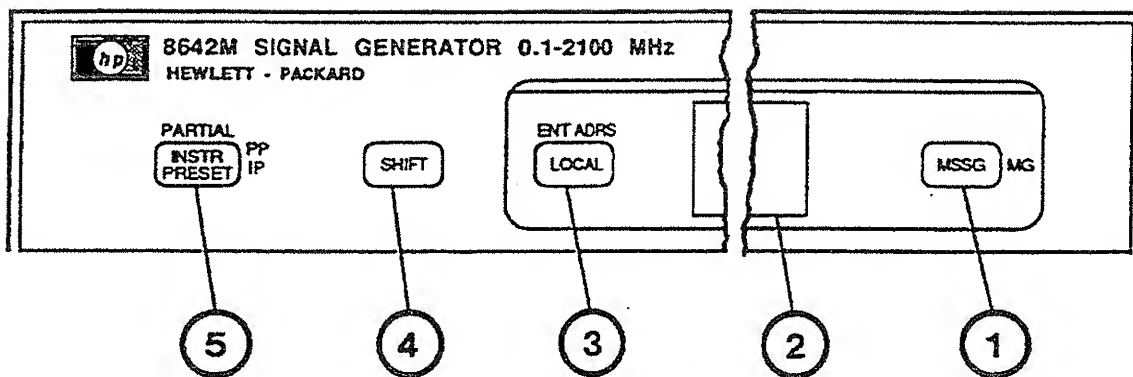 hp
8642M SIGNAL GENERATOR 0.1-2100 MHz
HEWLETT - PACKARD
PARTIAL
INSTR
PRESET
PP
IP
SHIFT
ENT ADRS
LOCAL
MSSG
MG
5
4
3
2
1